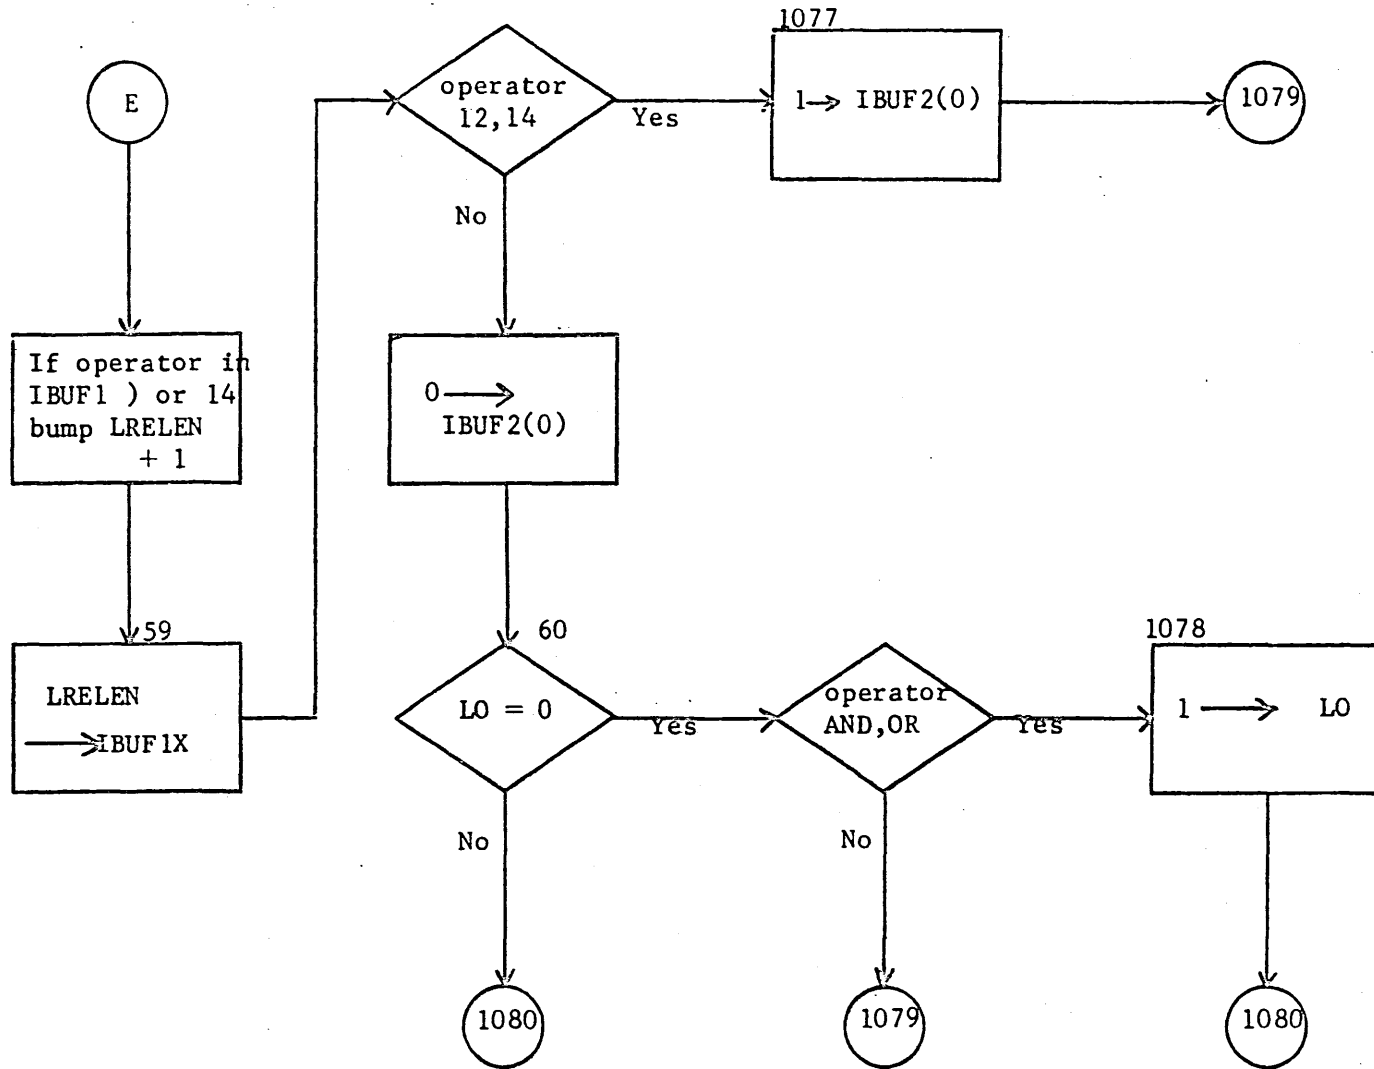 E
If operator in
IBUF1 ) or 14
bump LRELEN
+ 1
59
LRELEN
→IBUF1X
operator
12,14
Yes
No
1077
1→ IBUF2(0)
1079
0→
IBUF2(0)
60
LO = 0
Yes
No
1080
operator
AND,OR
Yes
No
1079
1078
1 → LO
1080